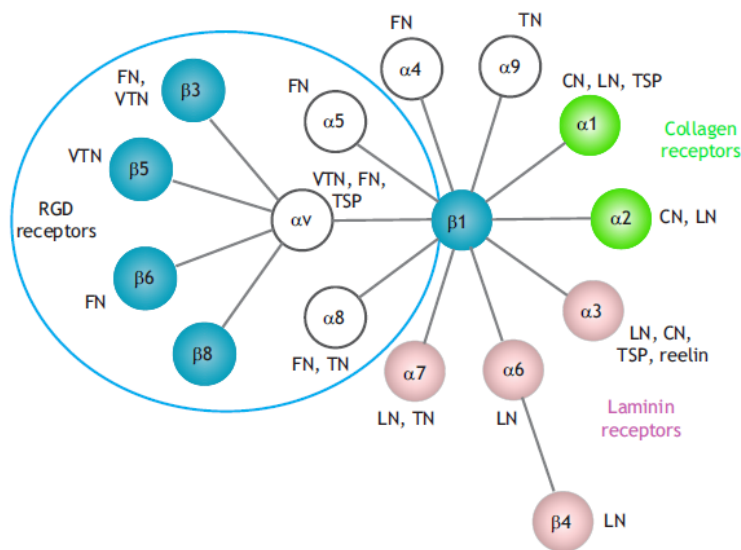 FN
TN
α4
α9
FN,
VTN
β3
FN
α5
CN, LN, TSP
α1
Collagen
receptors
VTN
β5
RGD
receptors
VTN, FN,
TSP
αv
β1
α2
CN, LN
β6
FN
α8
FN, TN
α3
LN, CN,
TSP, reelin
β8
α7
LN, TN
α6
LN
Laminin
receptors
β4
LN